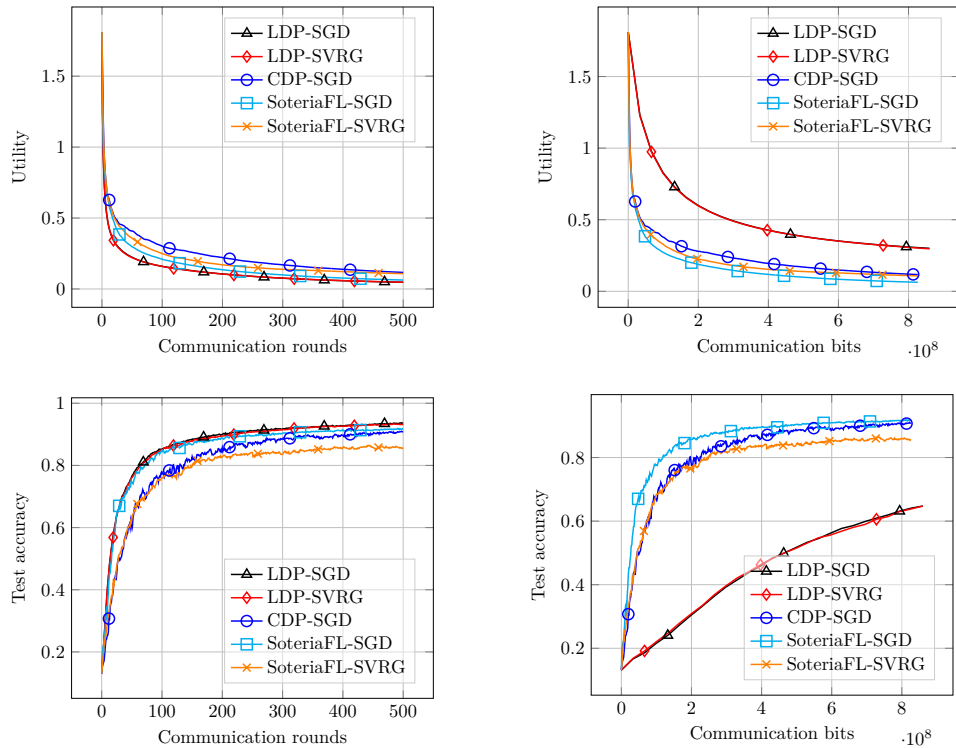 LDP-SGD
LDP-SVRG
CDP-SGD
SoteriaFL-SGD
SoteriaFL-SVRG
1.5
1
0.5
0
Utility
0 100 200 300 400 500
Communication rounds
LDP-SGD
LDP-SVRG
CDP-SGD
SoteriaFL-SGD
SoteriaFL-SVRG
1.5
1
0.5
0
Utility
0 2 4 6 8
Communication bits
·10⁸
1
0.8
0.6
0.4
0.2
Test accuracy
LDP-SGD
LDP-SVRG
CDP-SGD
SoteriaFL-SGD
SoteriaFL-SVRG
0 100 200 300 400 500
Communication rounds
0.8
0.6
0.4
0.2
Test accuracy
LDP-SGD
LDP-SVRG
CDP-SGD
SoteriaFL-SGD
SoteriaFL-SVRG
0 2 4 6 8
Communication bits
·10⁸